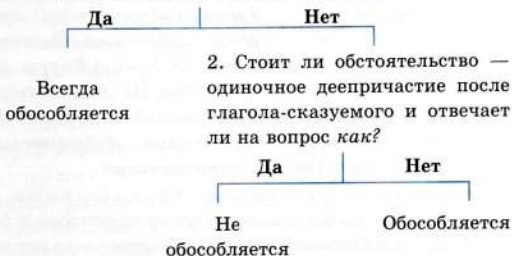 Да Нет
Всегда
обособляется
2. Стоит ли обстоятельство —
одиночное деепричастие после
глагола-сказуемого и отвечает
ли на вопрос как?
Да Нет
Не
обособляется
Обособляется